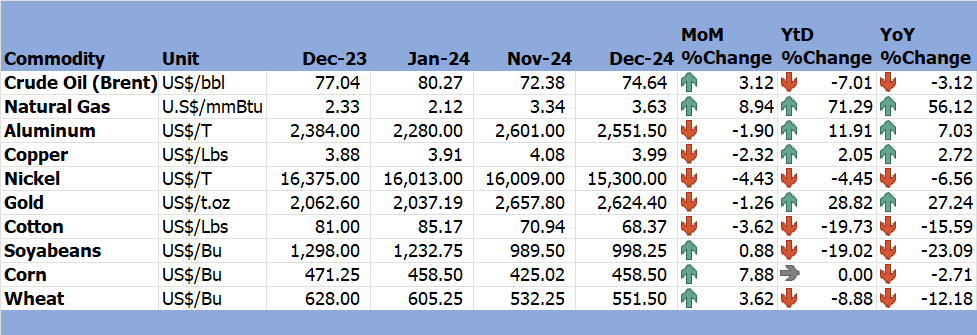 MoM YtD YoY
Commodity Unit Dec-23 Jan-24 Nov-24 Dec-24 %Change %Change %Change
Crude Oil (Brent) US$/bbl 77.04 80.27 72.38 74.64 3.12 -7.01 -3.12
Natural Gas U.S$/mmBtu 2.33 2.12 3.34 3.63 8.94 71.29 56.12
Aluminum US$/T 2,384.00 2,280.00 2,601.00 2,551.50 -1.90 11.91 7.03
Copper US$/Lbs 3.88 3.91 4.08 3.99 -2.32 2.05 2.72
Nickel US$/T 16,375.00 16,013.00 16,009.00 15,300.00 -4.43 -4.45 -6.56
Gold US$/t.oz 2,062.60 2,037.19 2,657.80 2,624.40 -1.26 28.82 27.24
Cotton US$/Lbs 81.00 85.17 70.94 68.37 -3.62 -19.73 -15.59
Soyabeans US$/Bu 1,298.00 1,232.75 989.50 998.25 0.88 -19.02 -23.09
Corn US$/Bu 471.25 458.50 425.02 458.50 7.88 0.00 -2.71
Wheat US$/Bu 628.00 605.25 532.25 551.50 3.62 -8.88 -12.18